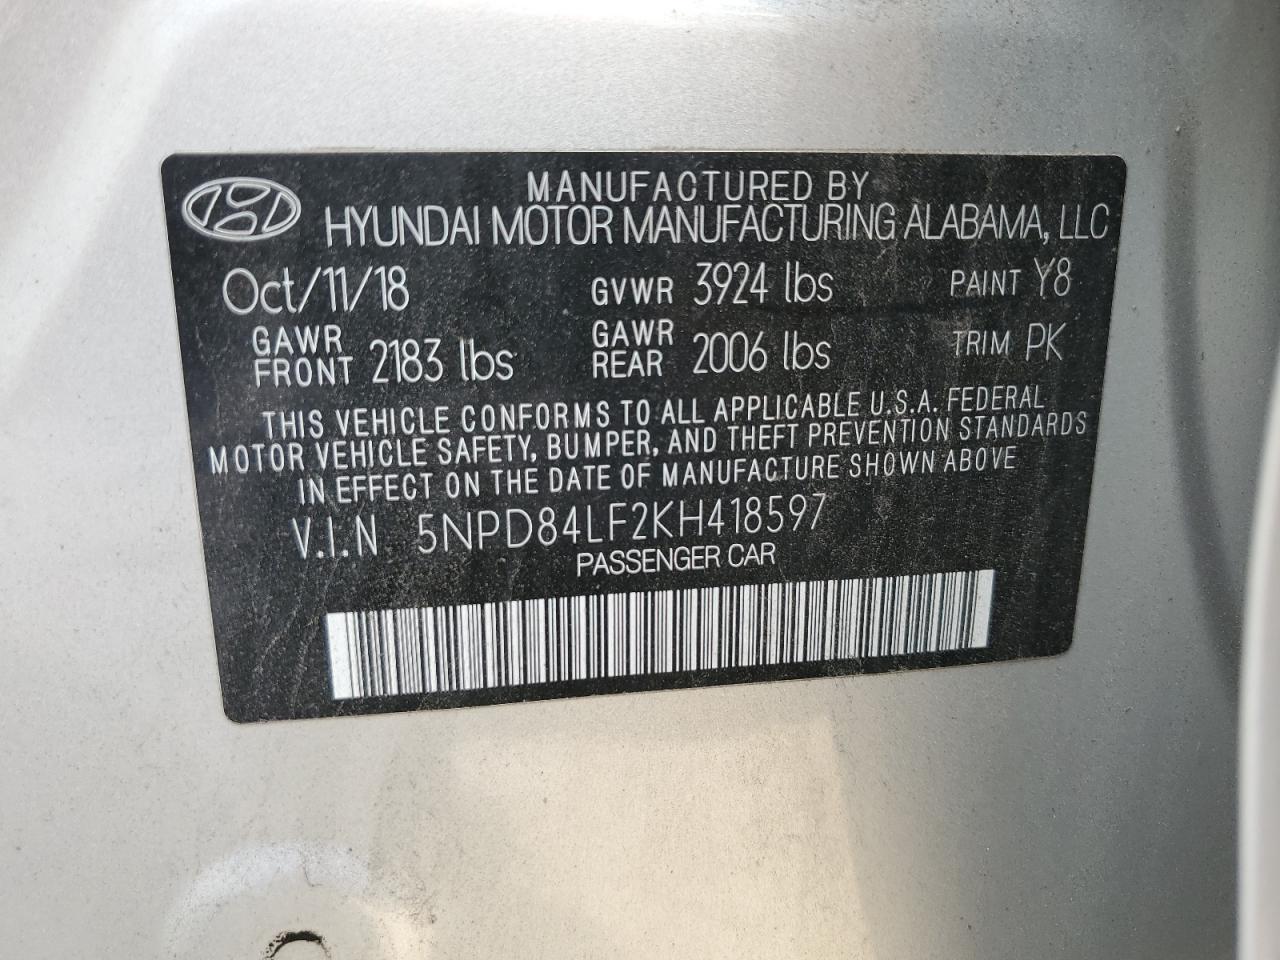 MANUFACTURED BY
HYUNDAI MOTOR MANUFACTURING ALABAMA, LLC
Oct/11/18 GVWR 3924 lbs PAINT Y8
GAWR FRONT 2183 lbs GAWR REAR 2006 lbs TRIM PK
THIS VEHICLE CONFORMS TO ALL APPLICABLE U.S.A. FEDERAL
MOTOR VEHICLE SAFETY, BUMPER, AND THEFT PREVENTION STANDARDS
IN EFFECT ON THE DATE OF MANUFACTURE SHOWN ABOVE
V.I.N 5NPD84LF2KH418597
PASSENGER CAR